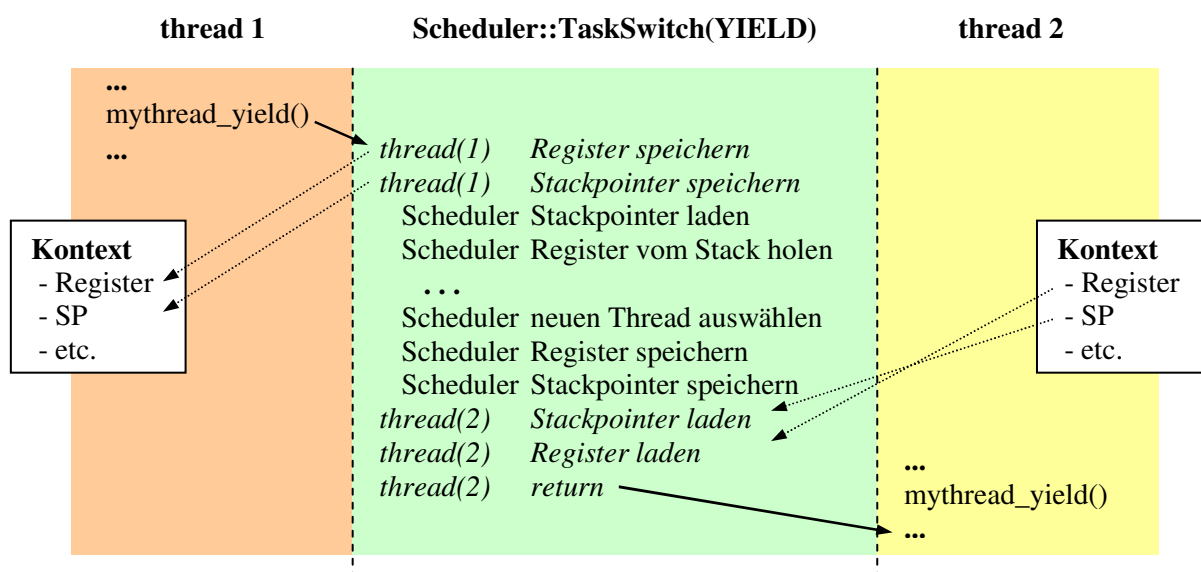 thread 1 Scheduler::TaskSwitch(YIELD) thread 2
...
mythread_yield()
...
thread(1) Register speichern
thread(1) Stackpointer speichern
Scheduler Stackpointer laden
Scheduler Register vom Stack holen
...
Scheduler neuen Thread auswählen
Scheduler Register speichern
Scheduler Stackpointer speichern
thread(2) Stackpointer laden
thread(2) Register laden
thread(2) return
Kontext
- Register
- SP
- etc.
Kontext
- Register
- SP
- etc.
...
mythread_yield()
...